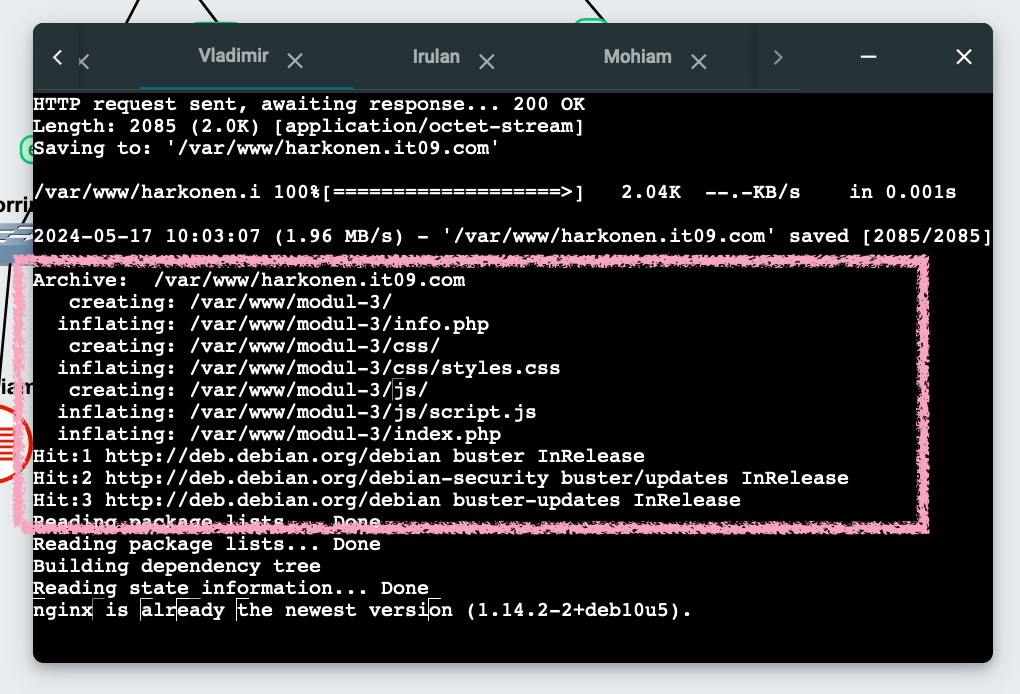 Vladimir
Irulan
Mohiam
HTTP request sent, awaiting response... 200 OK
Length: 2085 (2.0K) [application/octet-stream]
Saving to: '/var/www/harkonen.it09.com'
/var/www/harkonen.i 100%[===================>]   2.04K  --.-KB/s    in 0.001s
2024-05-17 10:03:07 (1.96 MB/s) - '/var/www/harkonen.it09.com' saved [2085/2085]
Archive:  /var/www/harkonen.it09.com
   creating: /var/www/modul-3/
  inflating: /var/www/modul-3/info.php
   creating: /var/www/modul-3/css/
  inflating: /var/www/modul-3/css/styles.css
   creating: /var/www/modul-3/js/
  inflating: /var/www/modul-3/js/script.js
  inflating: /var/www/modul-3/index.php
Hit:1 http://deb.debian.org/debian buster InRelease
Hit:2 http://deb.debian.org/debian-security buster/updates InRelease
Hit:3 http://deb.debian.org/debian buster-updates InRelease
Reading package lists... Done
Reading package lists... Done
Building dependency tree
Reading state information... Done
nginx is already the newest version (1.14.2-2+deb10u5).